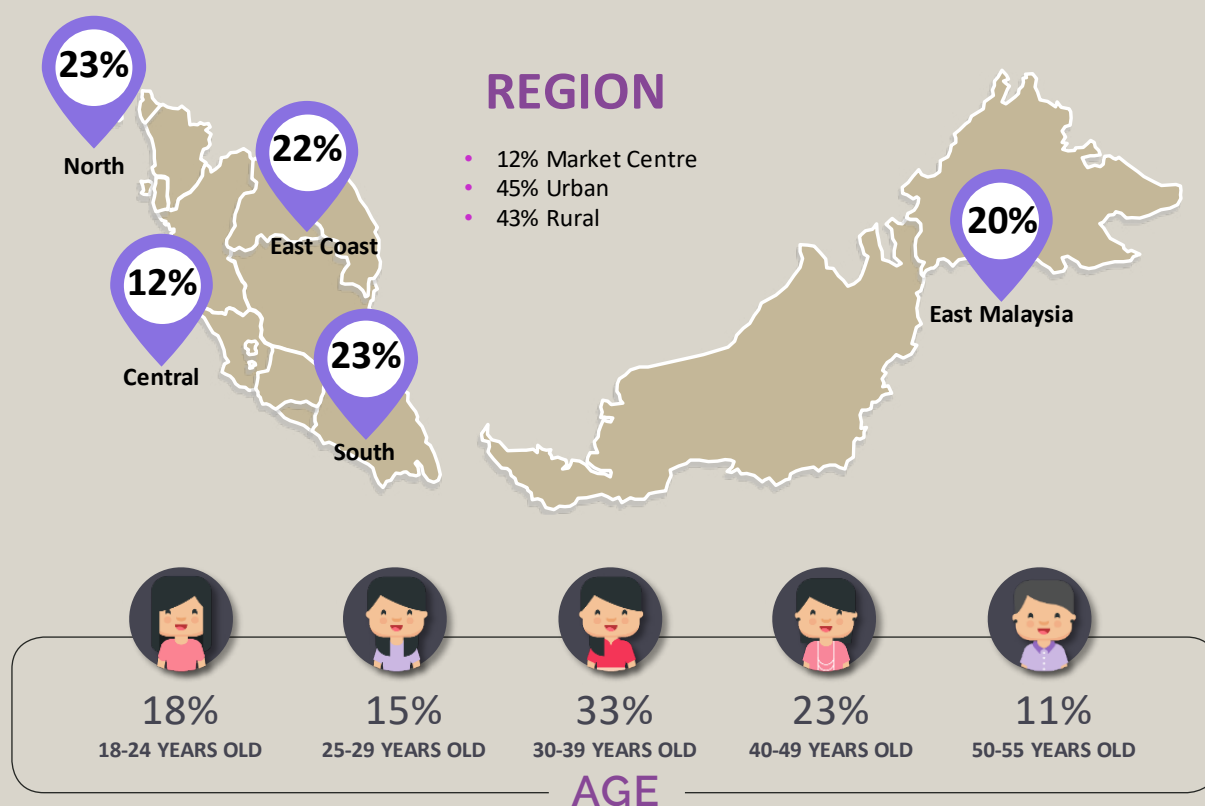 23%
North
22%
East Coast
12%
Central
23%
South
REGION
• 12% Market Centre
• 45% Urban
• 43% Rural
20%
East Malaysia
18%
18-24 YEARS OLD
15%
25-29 YEARS OLD
33%
30-39 YEARS OLD
23%
40-49 YEARS OLD
11%
50-55 YEARS OLD
AGE